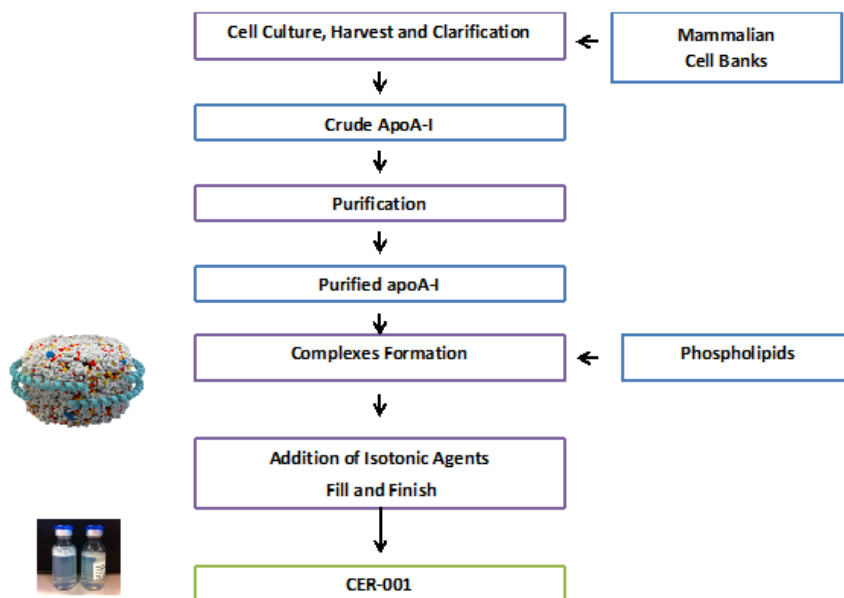 Cell Culture, Harvest and Clarification
Mammalian
Cell Banks
Crude ApoA-I
Purification
Purified apoA-I
Complexes Formation
Phospholipids
Addition of Isotonic Agents
Fill and Finish
CER-001